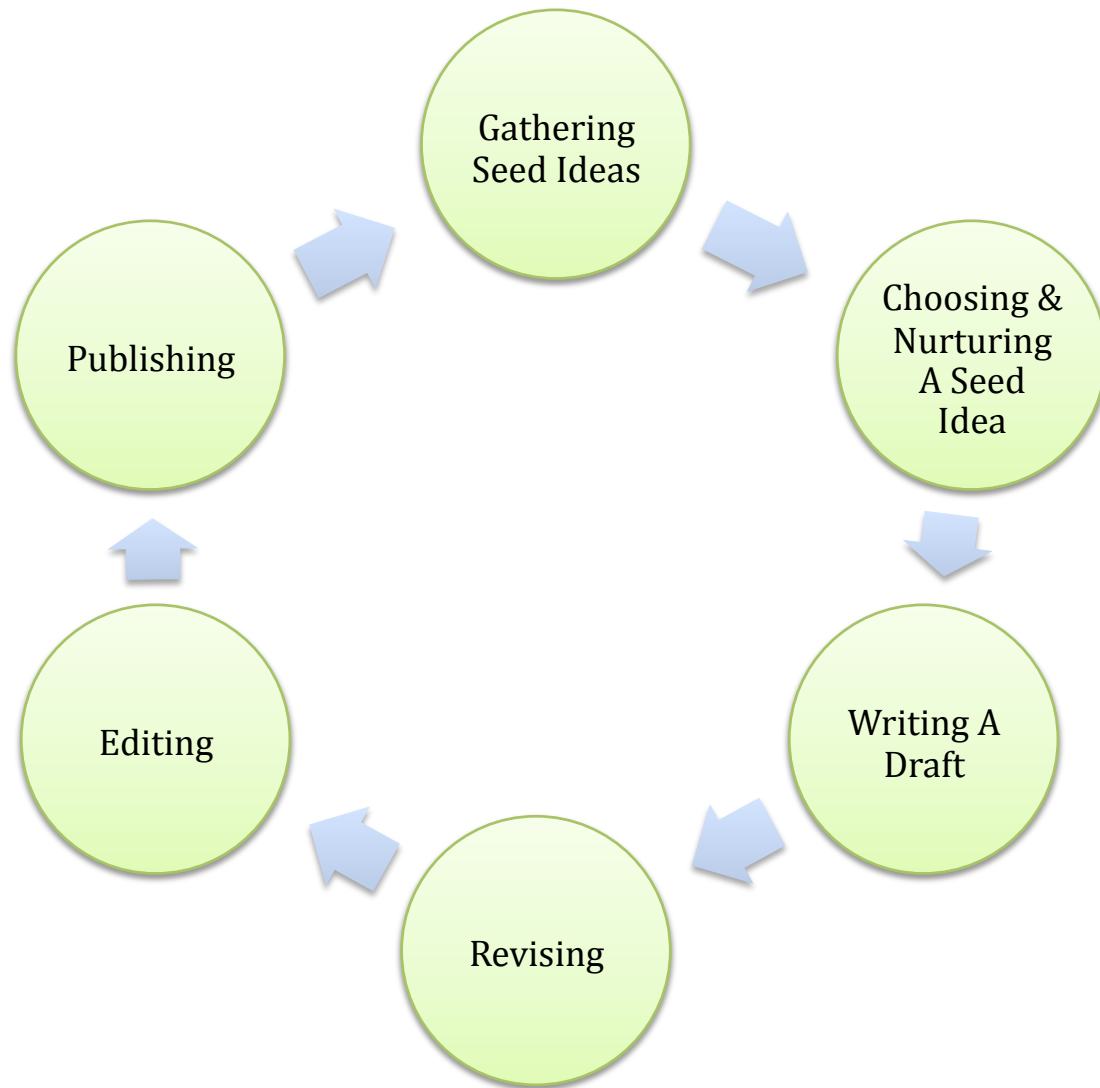 Gathering
Seed Ideas
Choosing &
Nurturing
A Seed
Idea
Writing A
Draft
Revising
Editing
Publishing